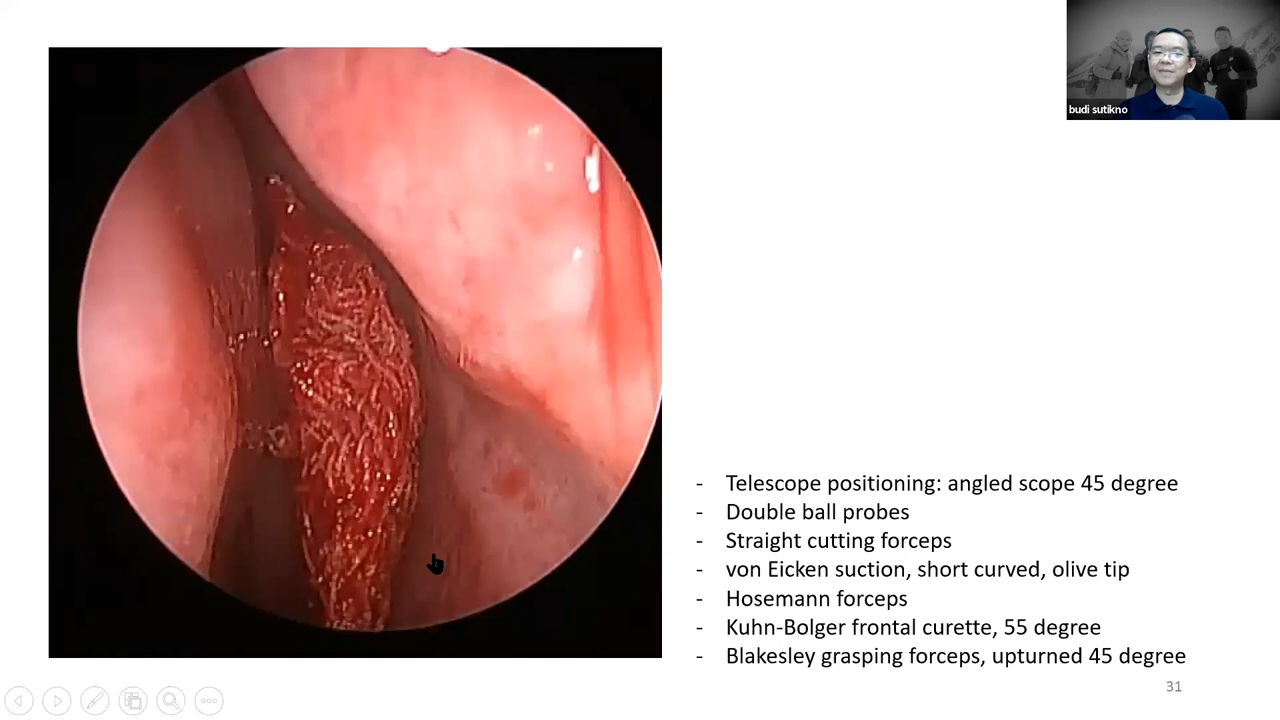 budi sutikno
- Telescope positioning: angled scope 45 degree
- Double ball probes
- Straight cutting forceps
- von Eicken suction, short curved, olive tip
- Hosemann forceps
- Kuhn-Bolger frontal curette, 55 degree
- Blakesley grasping forceps, upturned 45 degree
31